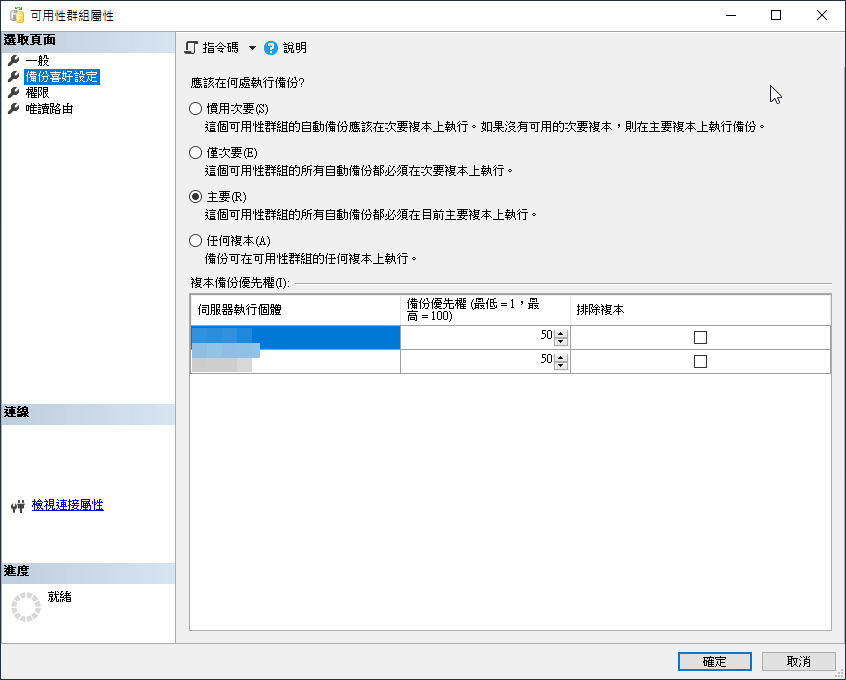 可用性群組屬性
選取頁面
一般
備份喜好設定
權限
唯讀路由
連線
檢視連接屬性
進度
就緒
指令碼
說明
應該在何處執行備份?
慣用次要(S)
這個可用性群組的自動備份應該在次要複本上執行。如果沒有可用的次要複本，則在主要複本上執行備份。
僅次要(E)
這個可用性群組的所有自動備份都必須在次要複本上執行。
主要(R)
這個可用性群組的所有自動備份都必須在目前主要複本上執行。
任何複本(A)
備份可在可用性群組的任何複本上執行。
複本備份優先權(I):
伺服器執行個體
備份優先權 (最低 = 1，最
高 = 100)
排除複本
50
50
確定
取消